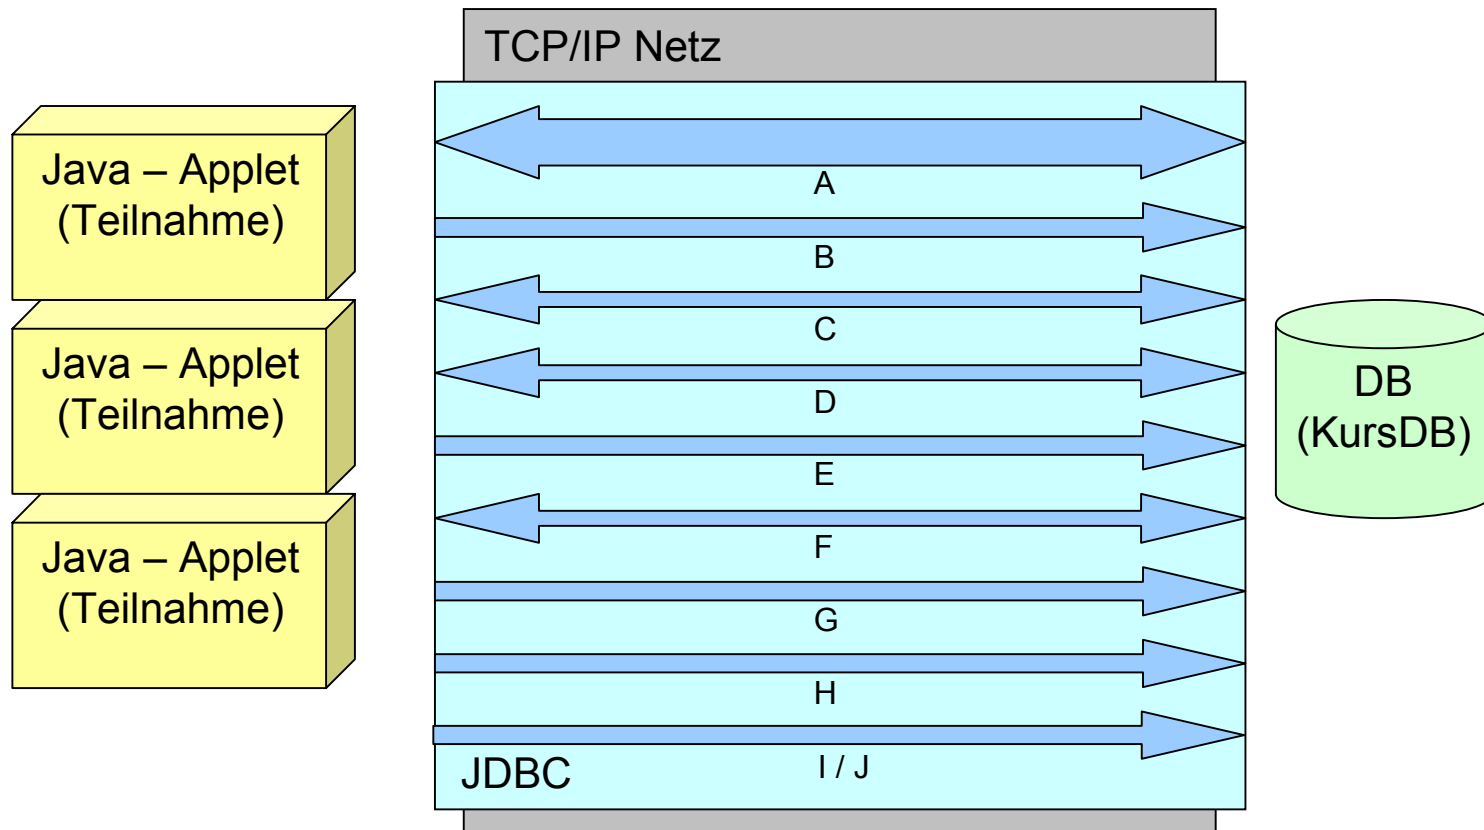 TCP/IP Netz
Java – Applet
(Teilnahme)
Java – Applet
(Teilnahme)
Java – Applet
(Teilnahme)
A
B
C
D
E
F
G
H
I / J
JDBC
DB
(KursDB)